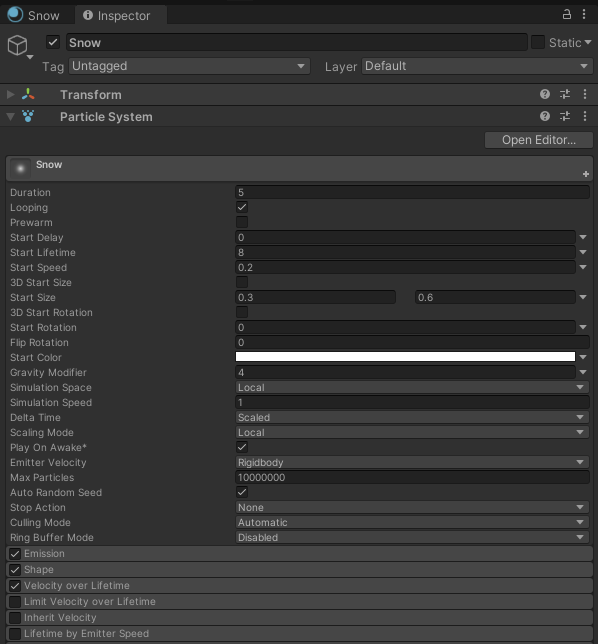 Snow Inspector
Snow Static
Tag Untagged Layer Default
Transform
Particle System
Open Editor...
Snow
Duration 5
Looping
Prewarm
Start Delay 0
Start Lifetime 8
Start Speed 0.2
3D Start Size
Start Size 0.3 0.6
3D Start Rotation
Start Rotation 0
Flip Rotation 0
Start Color
Gravity Modifier 4
Simulation Space Local
Simulation Speed 1
Delta Time Scaled
Scaling Mode Local
Play On Awake*
Emitter Velocity Rigidbody
Max Particles 10000000
Auto Random Seed
Stop Action None
Culling Mode Automatic
Ring Buffer Mode Disabled
Emission
Shape
Velocity over Lifetime
Limit Velocity over Lifetime
Inherit Velocity
Lifetime by Emitter Speed